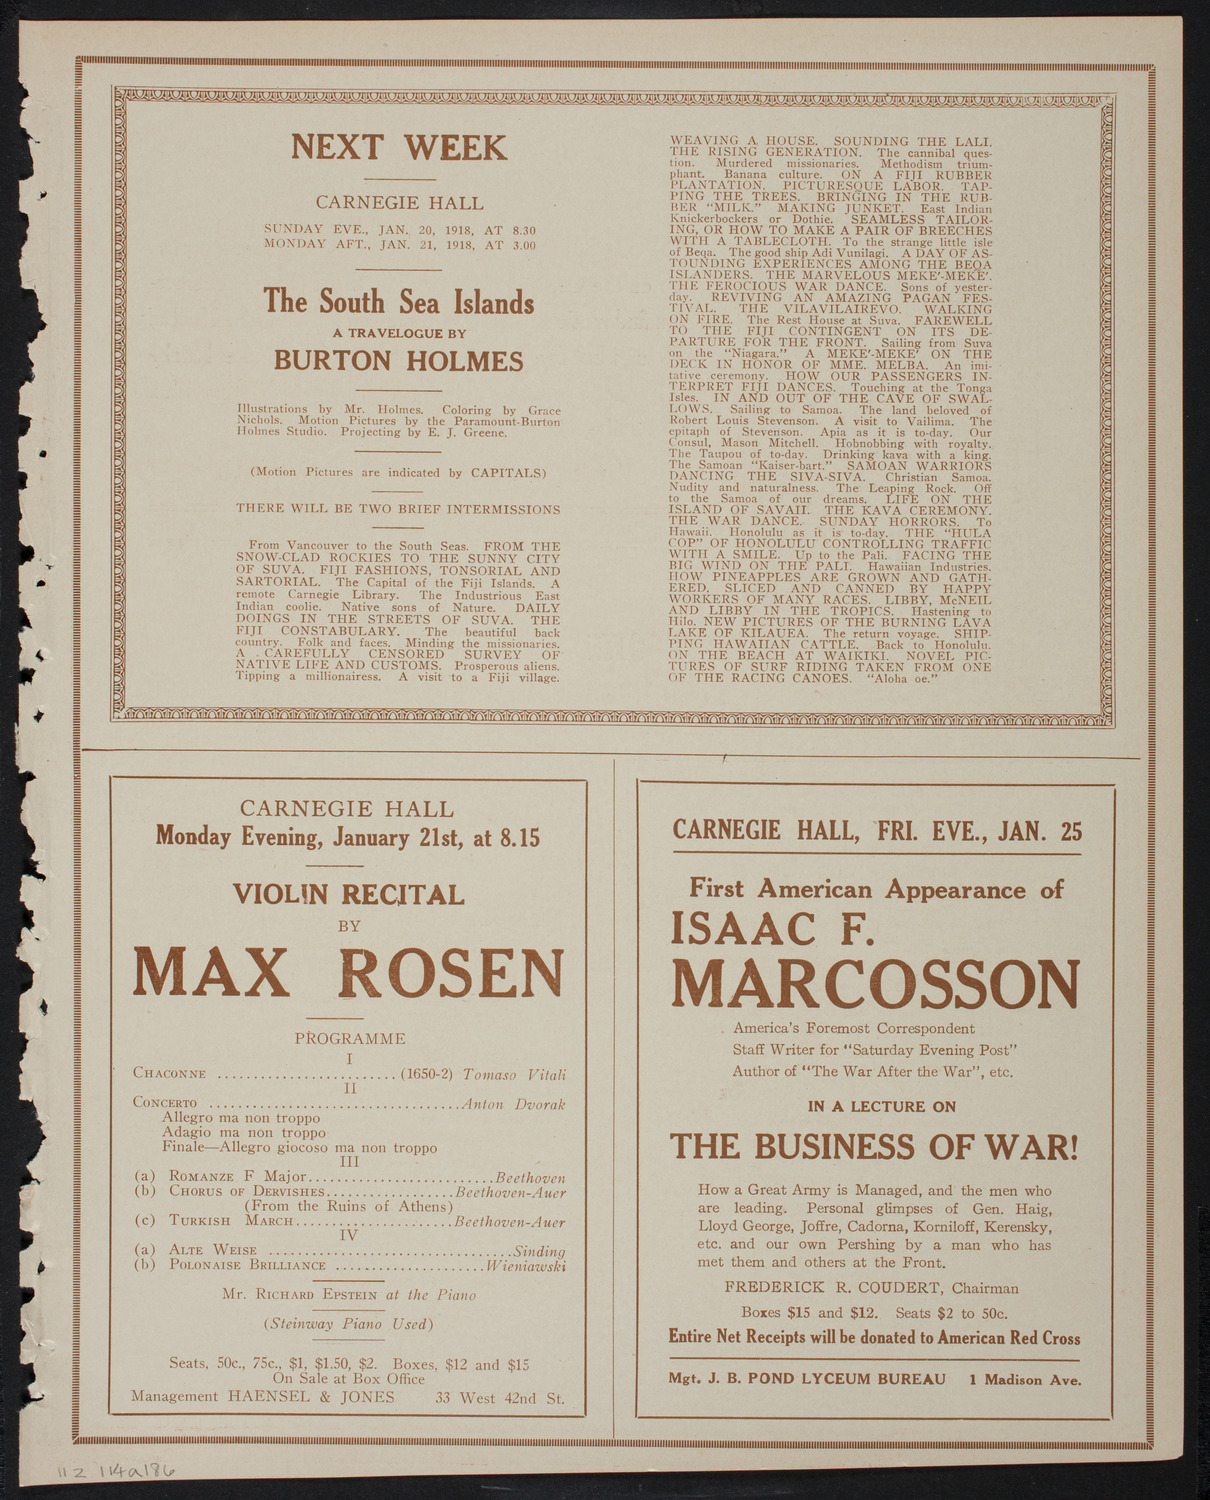 NEXT WEEK
CARNEGIE HALL
SUNDAY EVE., JAN. 20, 1918, AT 8.30
MONDAY AFT., JAN. 21, 1918, AT 3.00
The South Sea Islands
A TRAVELOGUE BY
BURTON HOLMES
Illustrations by Mr. Holmes. Coloring by Grace
Nichols. Motion Pictures by the Paramount-Burton
Holmes Studio. Projecting by E. J. Greene.
(Motion Pictures are indicated by CAPITALS)
THERE WILL BE TWO BRIEF INTERMISSIONS
From Vancouver to the South Seas. FROM THE
SNOW-CLAD ROCKIES TO THE SUNNY CITY
OF SUVA. FIJI FASHIONS, TONSORIAL AND
SARTORIAL. The Capital of the Fiji Islands. A
remote Carnegie Library. The Industrious East
Indian coolie. Native sons of Nature. DAILY
DOINGS IN THE STREETS OF SUVA. THE
FIJI CONSTABULARY. The beautiful back
country. Folk and faces. Minding the missionaries.
A CAREFULLY CENSORED SURVEY OF
NATIVE LIFE AND CUSTOMS. Prosperous aliens.
Tipping a millionairess. A visit to a Fiji village.
WEAVING A HOUSE. SOUNDING THE LALI.
THE RISING GENERATION. The cannibal ques-
tion. Murdered missionaries. Methodism trium-
phant. Banana culture. ON A FIJI RUBBER
PLANTATION. PICTURESQUE LABOR. TAP-
PING THE TREES. BRINGING IN THE RUB-
BER "MILK." MAKING JUNKET. East Indian
Knickerbockers or Dothie. SEAMLESS TAILOR-
ING, OR HOW TO MAKE A PAIR OF BREECHES
WITH A TABLECLOTH. To the strange little isle
of Beqa. The good ship Adi Vunilagi. A DAY OF AS-
TOUNDING EXPERIENCES AMONG THE BEQA
ISLANDERS. THE MARVELOUS MEKE'-MEKE'.
THE FEROCIOUS WAR DANCE. Sons of yester-
day. REVIVING AN AMAZING PAGAN FES-
TIVAL. THE VILAVILAIREVO. WALKING
ON FIRE. The Rest House at Suva. FAREWELL
TO THE FIJI CONTINGENT ON ITS DE-
PARTURE FOR THE FRONT. Sailing from Suva
on the "Niagara." A MEKE'-MEKE' ON THE
DECK IN HONOR OF MME. MELBA. An imi-
tative ceremony. HOW OUR PASSENGERS IN-
TERPRET FIJI DANCES. Touching at the Tonga
Isles. IN AND OUT OF THE CAVE OF SWAL-
LOWS. Sailing to Samoa. The land beloved of
Robert Louis Stevenson. A visit to Vailima. The
epitaph of Stevenson. Apia as it is to-day. Our
Consul, Mason Mitchell. Hobnobbing with royalty.
The Taupou of to-day. Drinking kava with a king.
The Samoan "Kaiser-bart." SAMOAN WARRIORS
DANCING THE SIVA-SIVA. Christian Samoa.
Nudity and naturalness. The Leaping Rock. Off
to the Samoa of our dreams. LIFE ON THE
ISLAND OF SAVAII. THE KAVA CEREMONY.
THE WAR DANCE. SUNDAY HORRORS. To
Hawaii. Honolulu as it is to-day. THE "HULA
COP" OF HONOLULU CONTROLLING TRAFFIC
WITH A SMILE. Up to the Pali. FACING THE
BIG WIND ON THE PALI. Hawaiian Industries.
HOW PINEAPPLES ARE GROWN AND GATH-
ERED, SLICED AND CANNED BY HAPPY
WORKERS OF MANY RACES. LIBBY, McNEIL
AND LIBBY IN THE TROPICS. Hastening to
Hilo. NEW PICTURES OF THE BURNING LAVA
LAKE OF KILAUEA. The return voyage. SHIP-
PING HAWAIIAN CATTLE. Back to Honolulu.
ON THE BEACH AT WAIKIKI. NOVEL PIC-
TURES OF SURF RIDING TAKEN FROM ONE
OF THE RACING CANOES. "Aloha oe."
CARNEGIE HALL
Monday Evening, January 21st, at 8.15
VIOLIN RECITAL
BY
MAX ROSEN
PROGRAMME
I
CHACONNE ......................... (1650-2) Tomaso Vitali
II
CONCERTO ...................................Anton Dvorak
Allegro ma non troppo
Adagio ma non troppo
Finale—Allegro giocoso ma non troppo
III
(a) ROMANZE F Major..........................Beethoven
(b) CHORUS OF DERVISHES..................Beethoven-Auer
(From the Ruins of Athens)
(c) TURKISH MARCH......................Beethoven-Auer
IV
(a) ALTE WEISE ..................................Sinding
(b) POLONAISE BRILLIANCE .....................Wieniawski
Mr. RICHARD EPSTEIN at the Piano
(Steinway Piano Used)
Seats, 50c., 75c., $1, $1.50, $2. Boxes, $12 and $15
On Sale at Box Office
Management HAENSEL & JONES 33 West 42nd St.
CARNEGIE HALL, FRI. EVE., JAN. 25
First American Appearance of
ISAAC F.
MARCOSSON
America's Foremost Correspondent
Staff Writer for "Saturday Evening Post"
Author of "The War After the War", etc.
IN A LECTURE ON
THE BUSINESS OF WAR!
How a Great Army is Managed, and the men who
are leading. Personal glimpses of Gen. Haig,
Lloyd George, Joffre, Cadorna, Korniloff, Kerensky,
etc. and our own Pershing by a man who has
met them and others at the Front.
FREDERICK R. COUDERT, Chairman
Boxes $15 and $12. Seats $2 to 50c.
Entire Net Receipts will be donated to American Red Cross
Mgt. J. B. POND LYCEUM BUREAU 1 Madison Ave.
112 114a186